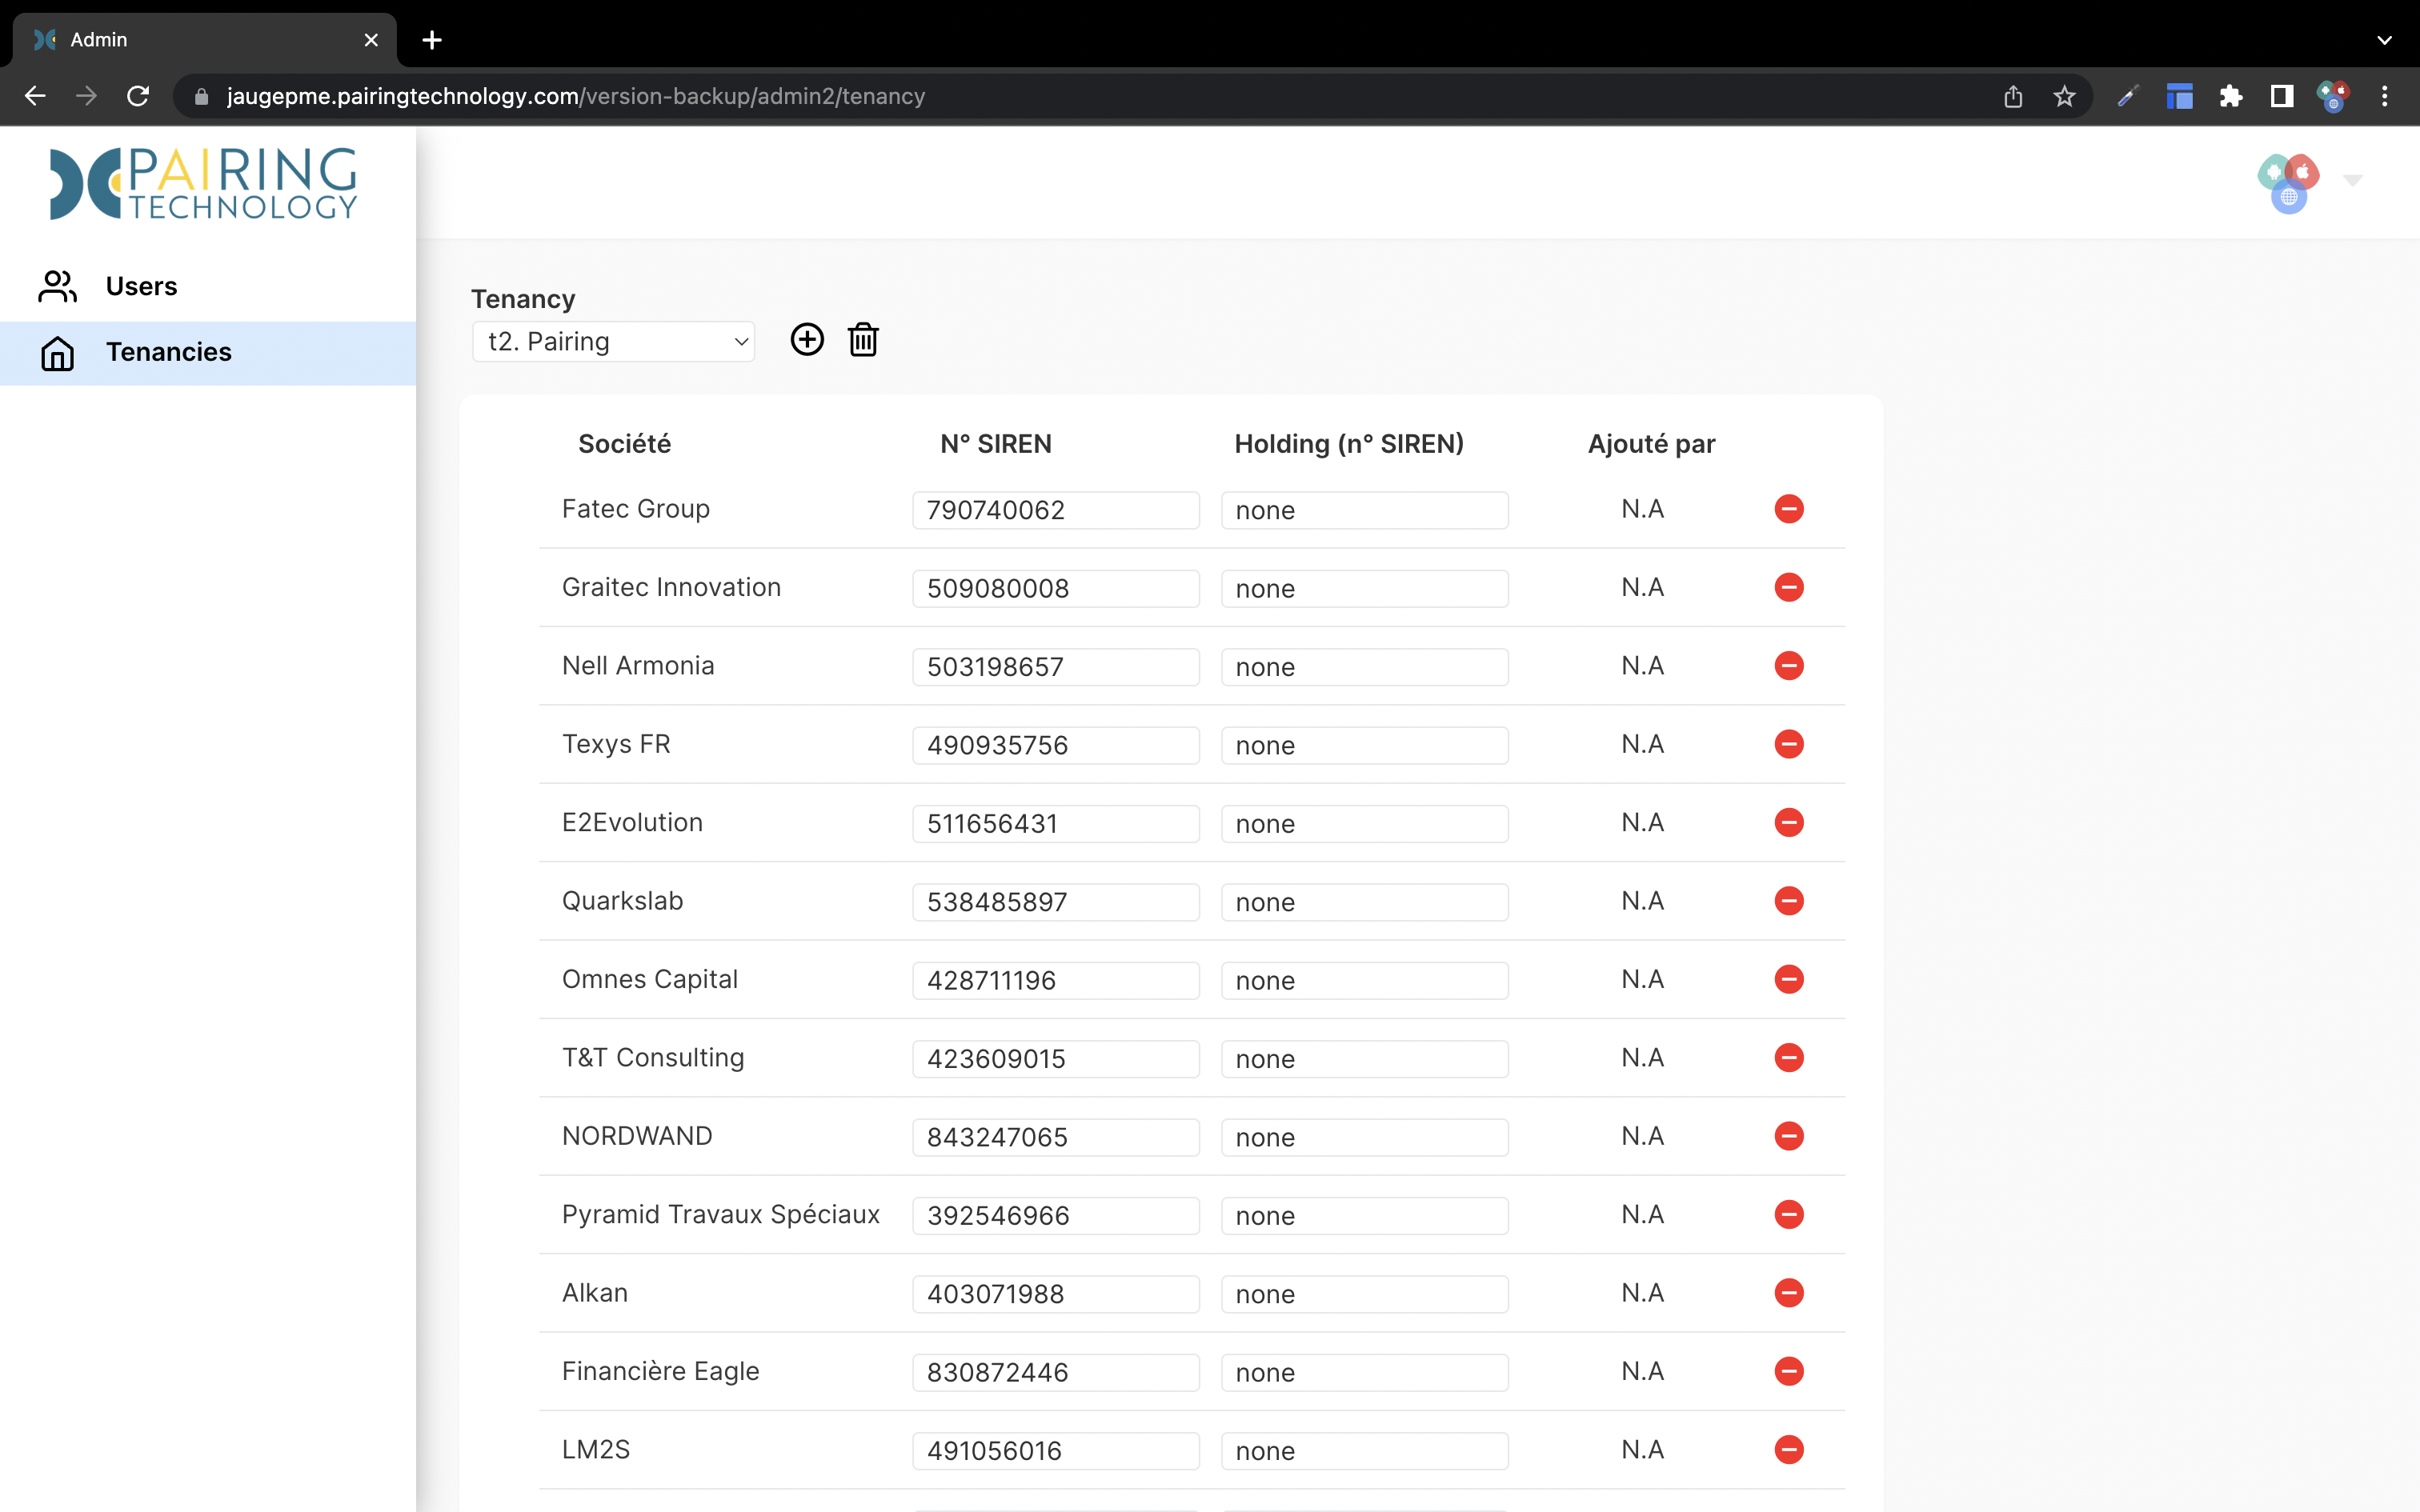 Admin
jaugepme.pairingtechnology.com/version-backup/admin2/tenancy
PAIRING
TECHNOLOGY
Users
Tenancies
Tenancy
t2. Pairing
Société N° SIREN Holding (n° SIREN) Ajouté par
Fatec Group 790740062 none N.A
Graitec Innovation 509080008 none N.A
Nell Armonia 503198657 none N.A
Texys FR 490935756 none N.A
E2Evolution 511656431 none N.A
Quarkslab 538485897 none N.A
Omnes Capital 428711196 none N.A
T&T Consulting 423609015 none N.A
NORDWAND 843247065 none N.A
Pyramid Travaux Spéciaux 392546966 none N.A
Alkan 403071988 none N.A
Financière Eagle 830872446 none N.A
LM2S 491056016 none N.A